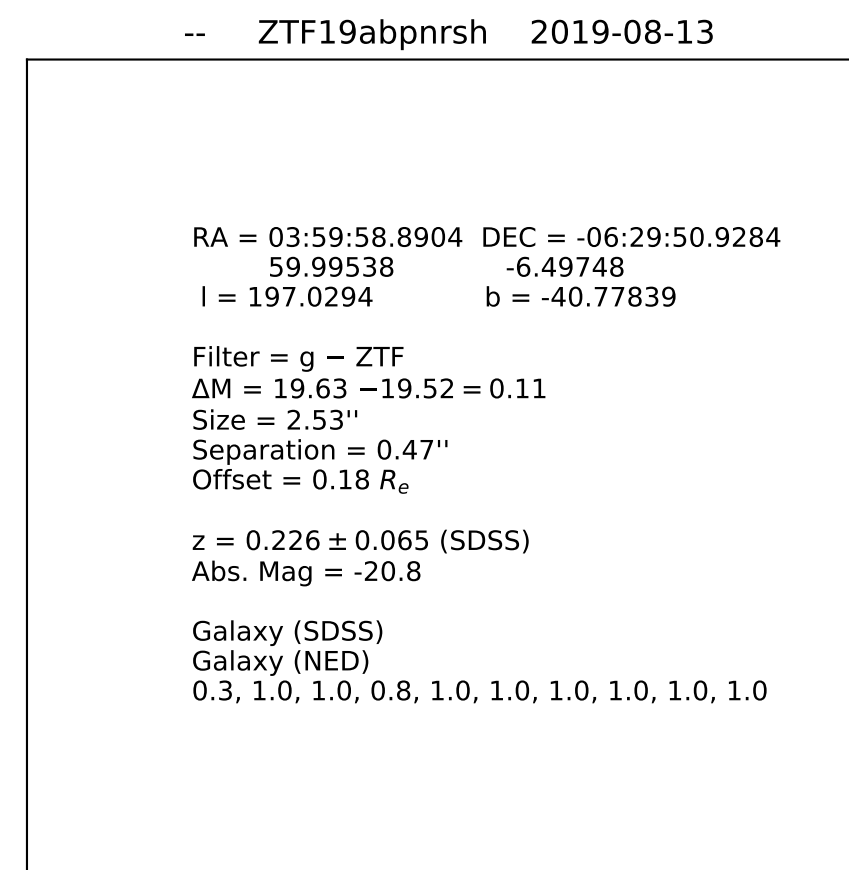 -- ZTF19abpnrsh 2019-08-13
RA = 03:59:58.8904 DEC = -06:29:50.9284
59.99538 -6.49748
l = 197.0294 b = -40.77839
Filter = g − ZTF
ΔM = 19.63 −19.52 = 0.11
Size = 2.53''
Separation = 0.47''
Offset = 0.18 Rₑ
z = 0.226 ± 0.065 (SDSS)
Abs. Mag = -20.8
Galaxy (SDSS)
Galaxy (NED)
0.3, 1.0, 1.0, 0.8, 1.0, 1.0, 1.0, 1.0, 1.0, 1.0